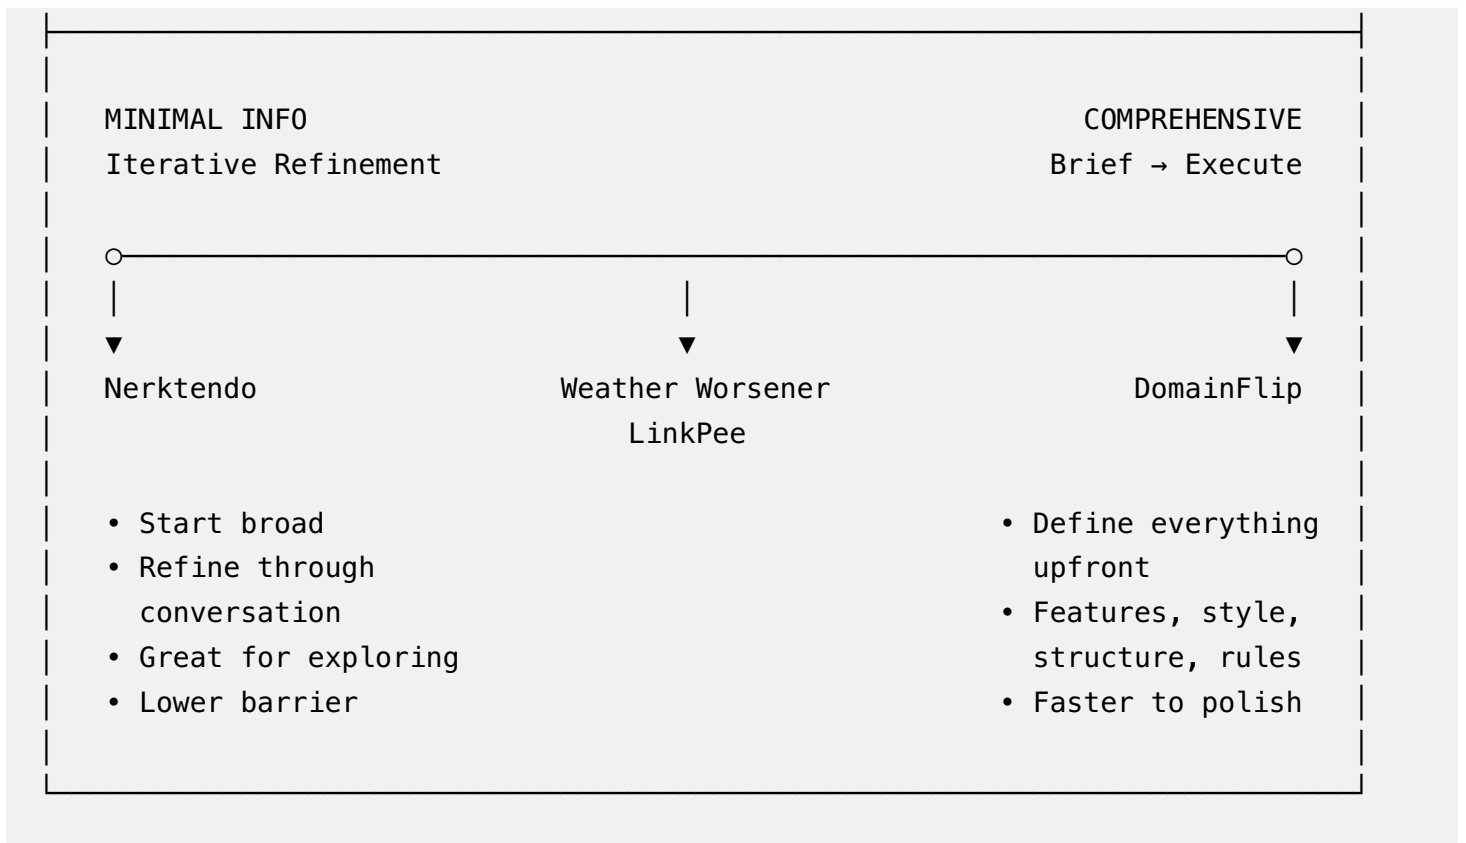 MINIMAL INFO COMPREHENSIVE
Iterative Refinement Brief → Execute
Nerktendo Weather Worsener DomainFlip
LinkPee
• Start broad • Define everything
• Refine through upfront
conversation • Features, style,
• Great for exploring structure, rules
• Lower barrier • Faster to polish